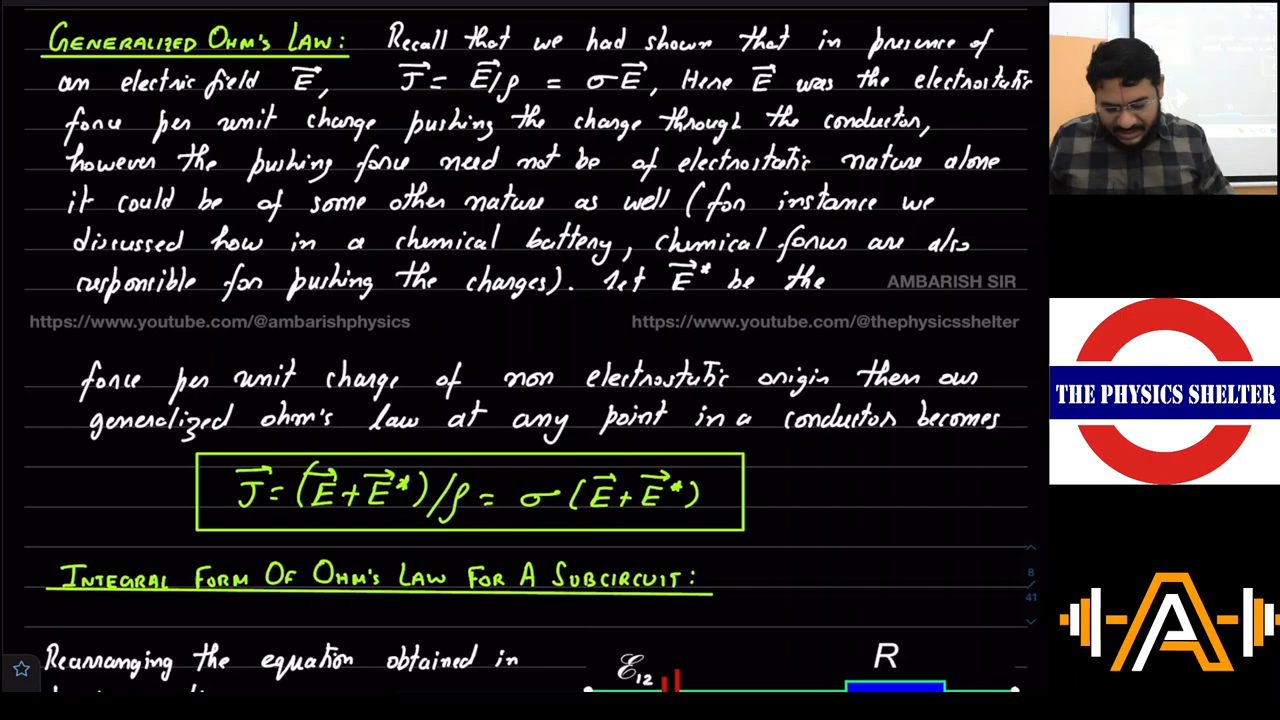 GENERALIZED OHM'S LAW: Recall that we had shown that in presence of
an electric field E⃗, J⃗ = E⃗/ρ = σE⃗, Here E⃗ was the electrostatic
force per unit charge pushing the charge through the conductor,
however the pushing force need not be of electrostatic nature alone
it could be of some other nature as well (for instance we
discussed how in a chemical battery, chemical forces are also
responsible for pushing the charges). Let E⃗* be the
AMBARISH SIR
https://www.youtube.com/@ambarishphysics
https://www.youtube.com/@thephysicsshelter
force per unit charge of non electrostatic origin then our
generalized ohm's law at any point in a conductor becomes
J⃗ = (E⃗ + E⃗*)/ρ = σ(E⃗ + E⃗*)
INTEGRAL FORM OF OHM'S LAW FOR A SUBCIRCUIT:
8
41
Rearranging the equation obtained in
ℰ12
R
THE PHYSICS SHELTER
A